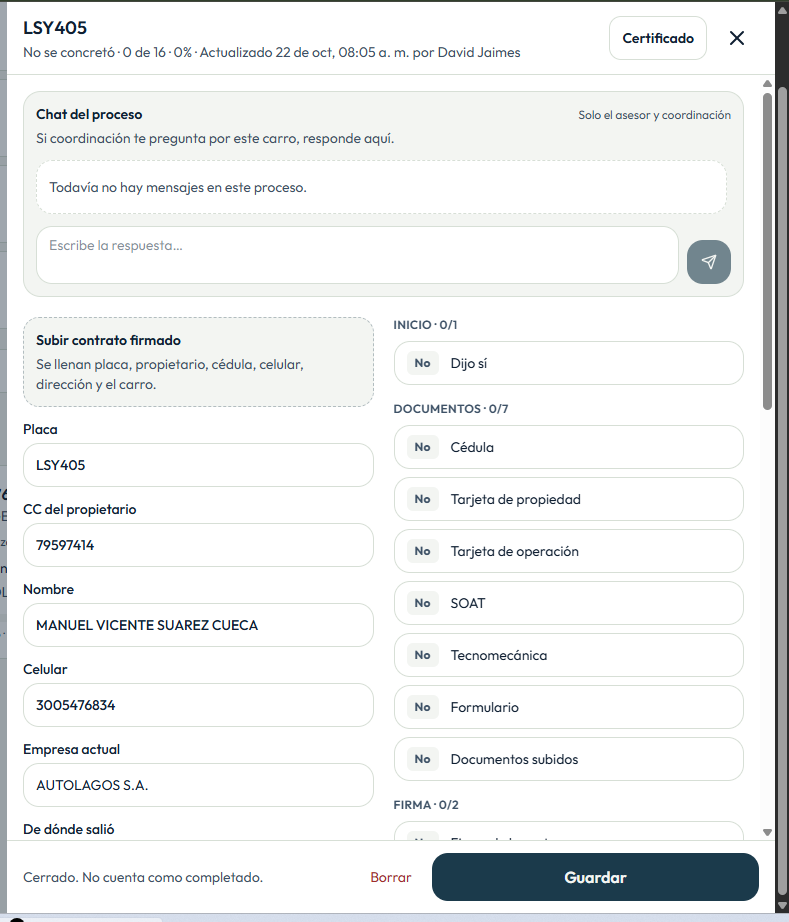 LSY405
No se concretó · 0 de 16 · 0% · Actualizado 22 de oct, 08:05 a. m. por David Jaimes
Certificado
Chat del proceso
Solo el asesor y coordinación
Si coordinación te pregunta por este carro, responde aquí.
Todavía no hay mensajes en este proceso.
Escribe la respuesta...
Subir contrato firmado
Se llenan placa, propietario, cédula, celular,
dirección y el carro.
Placa
LSY405
CC del propietario
79597414
Nombre
MANUEL VICENTE SUAREZ CUECA
Celular
3005476834
Empresa actual
AUTOLAGOS S.A.
De dónde salió
INICIO · 0/1
No Dijo sí
DOCUMENTOS · 0/7
No Cédula
No Tarjeta de propiedad
No Tarjeta de operación
No SOAT
No Tecnomecánica
No Formulario
No Documentos subidos
FIRMA · 0/2
Cerrado. No cuenta como completado.
Borrar
Guardar